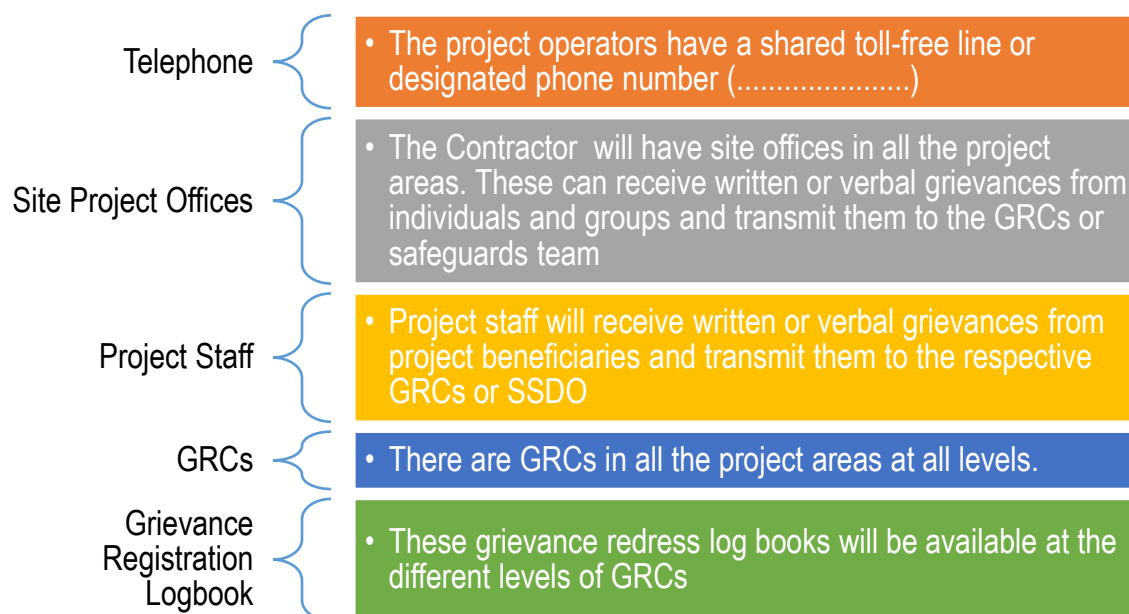 Telephone
• The project operators have a shared toll-free line or
designated phone number (......................)
Site Project Offices
• The Contractor  will have site offices in all the project
areas. These can receive written or verbal grievances from
individuals and groups and transmit them to the GRCs or
safeguards team
Project Staff
• Project staff will receive written or verbal grievances from
project beneficiaries and transmit them to the respective
GRCs or SSDO
GRCs
• There are GRCs in all the project areas at all levels.
Grievance
Registration
Logbook
• These grievance redress log books will be available at the
different levels of GRCs